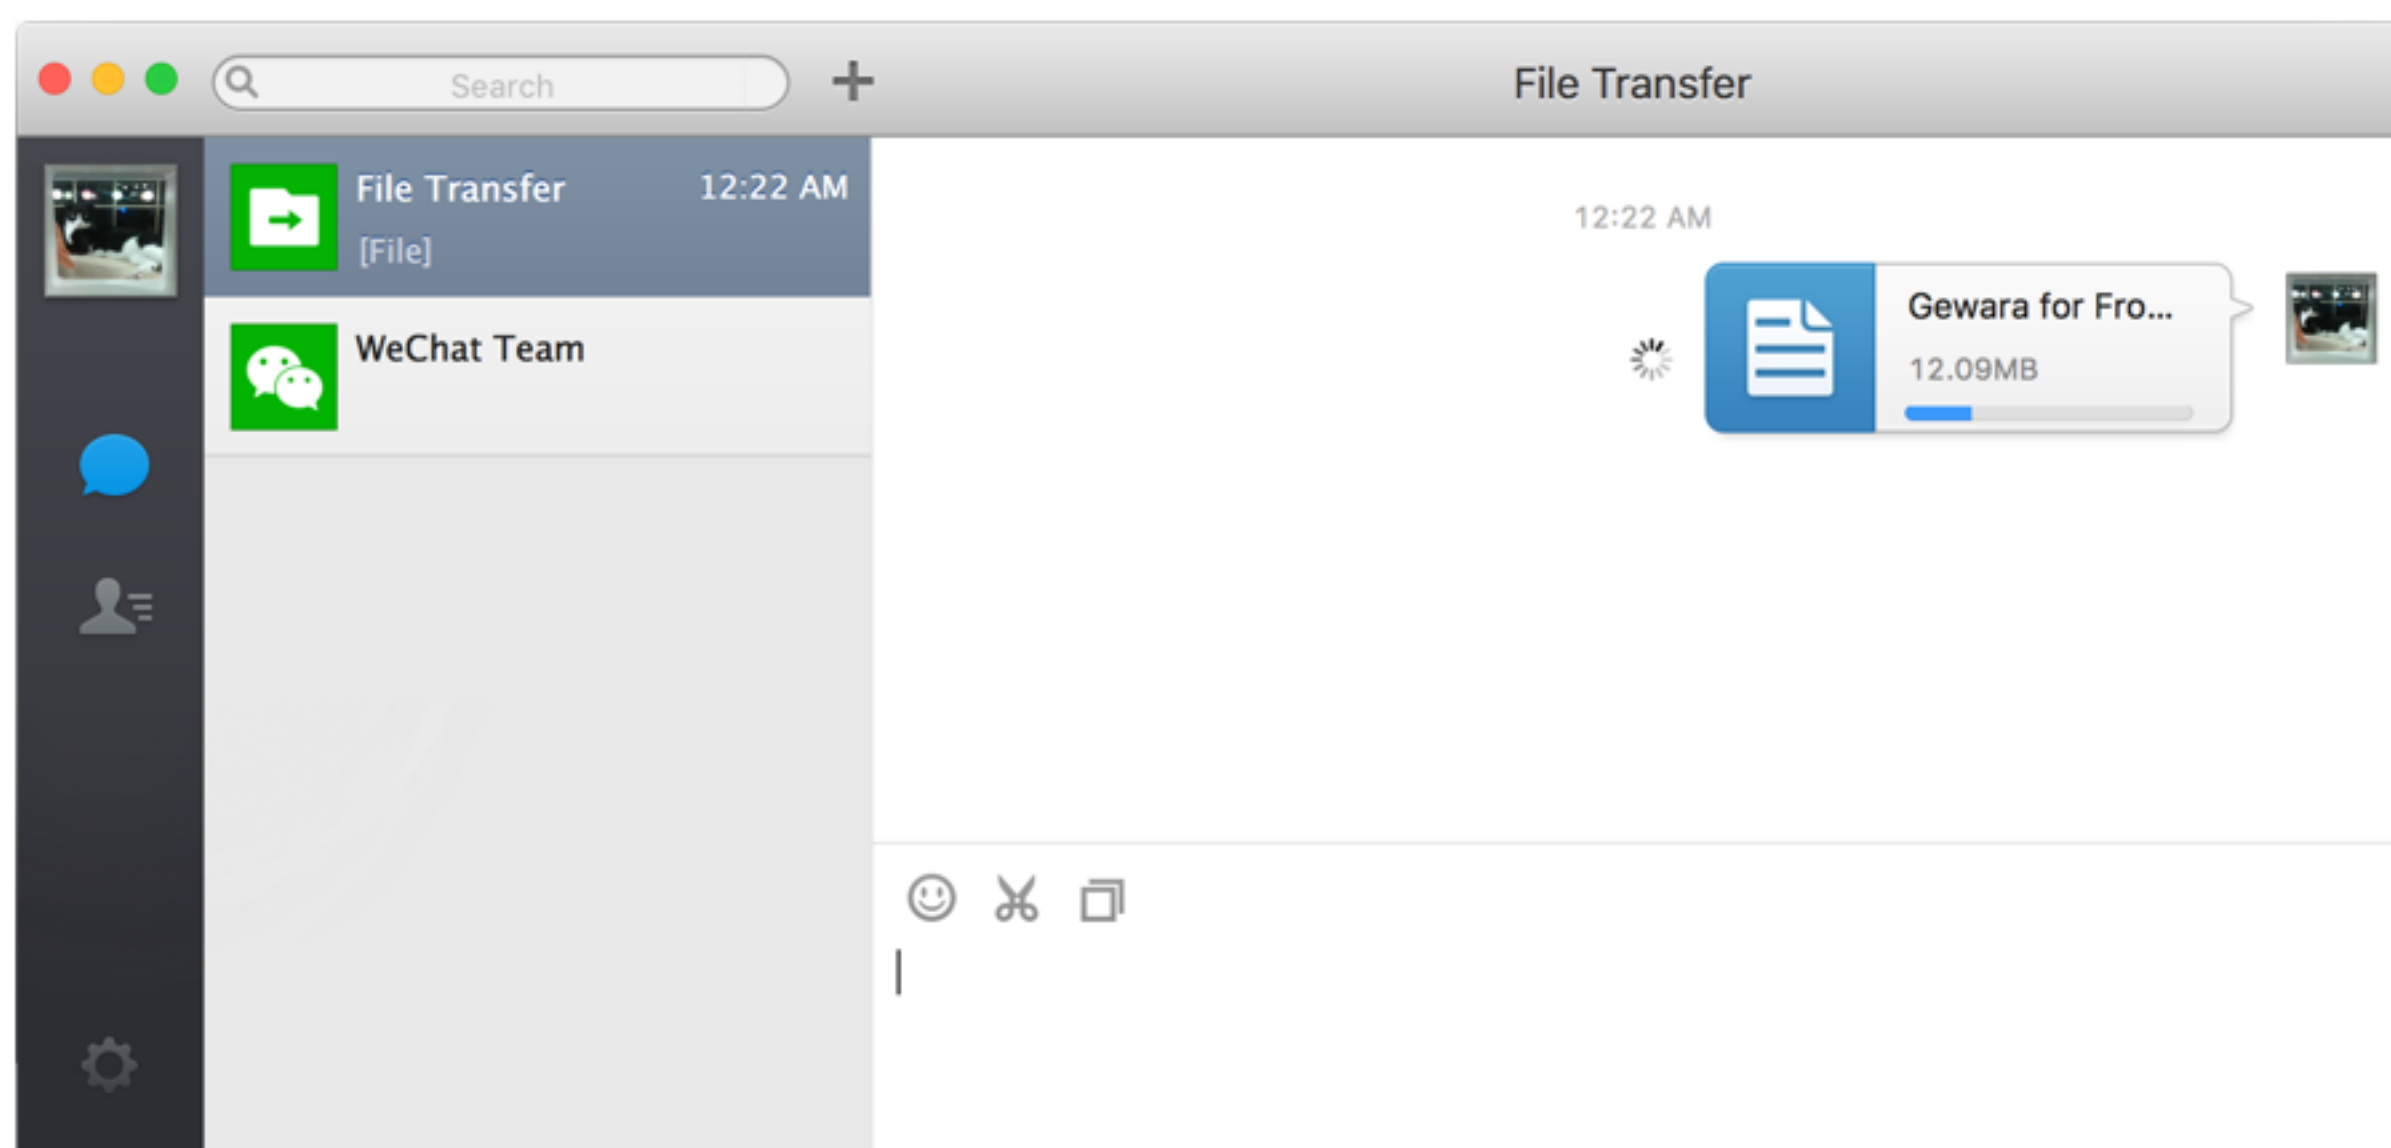 Search
File Transfer
File Transfer 12:22 AM
[File]
WeChat Team
12:22 AM
Gewara for Fro...
12.09MB